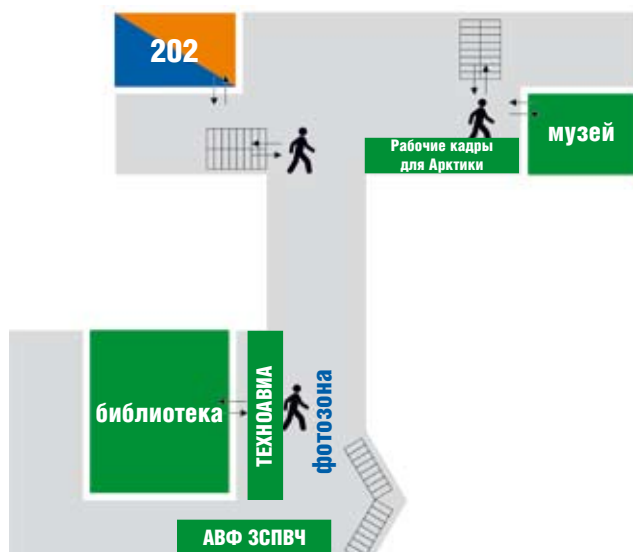 202
музей
Рабочие кадры
для Арктики
библиотека
ТЕХНОАВИА
фотозона
АВФ ЗСПВЧ